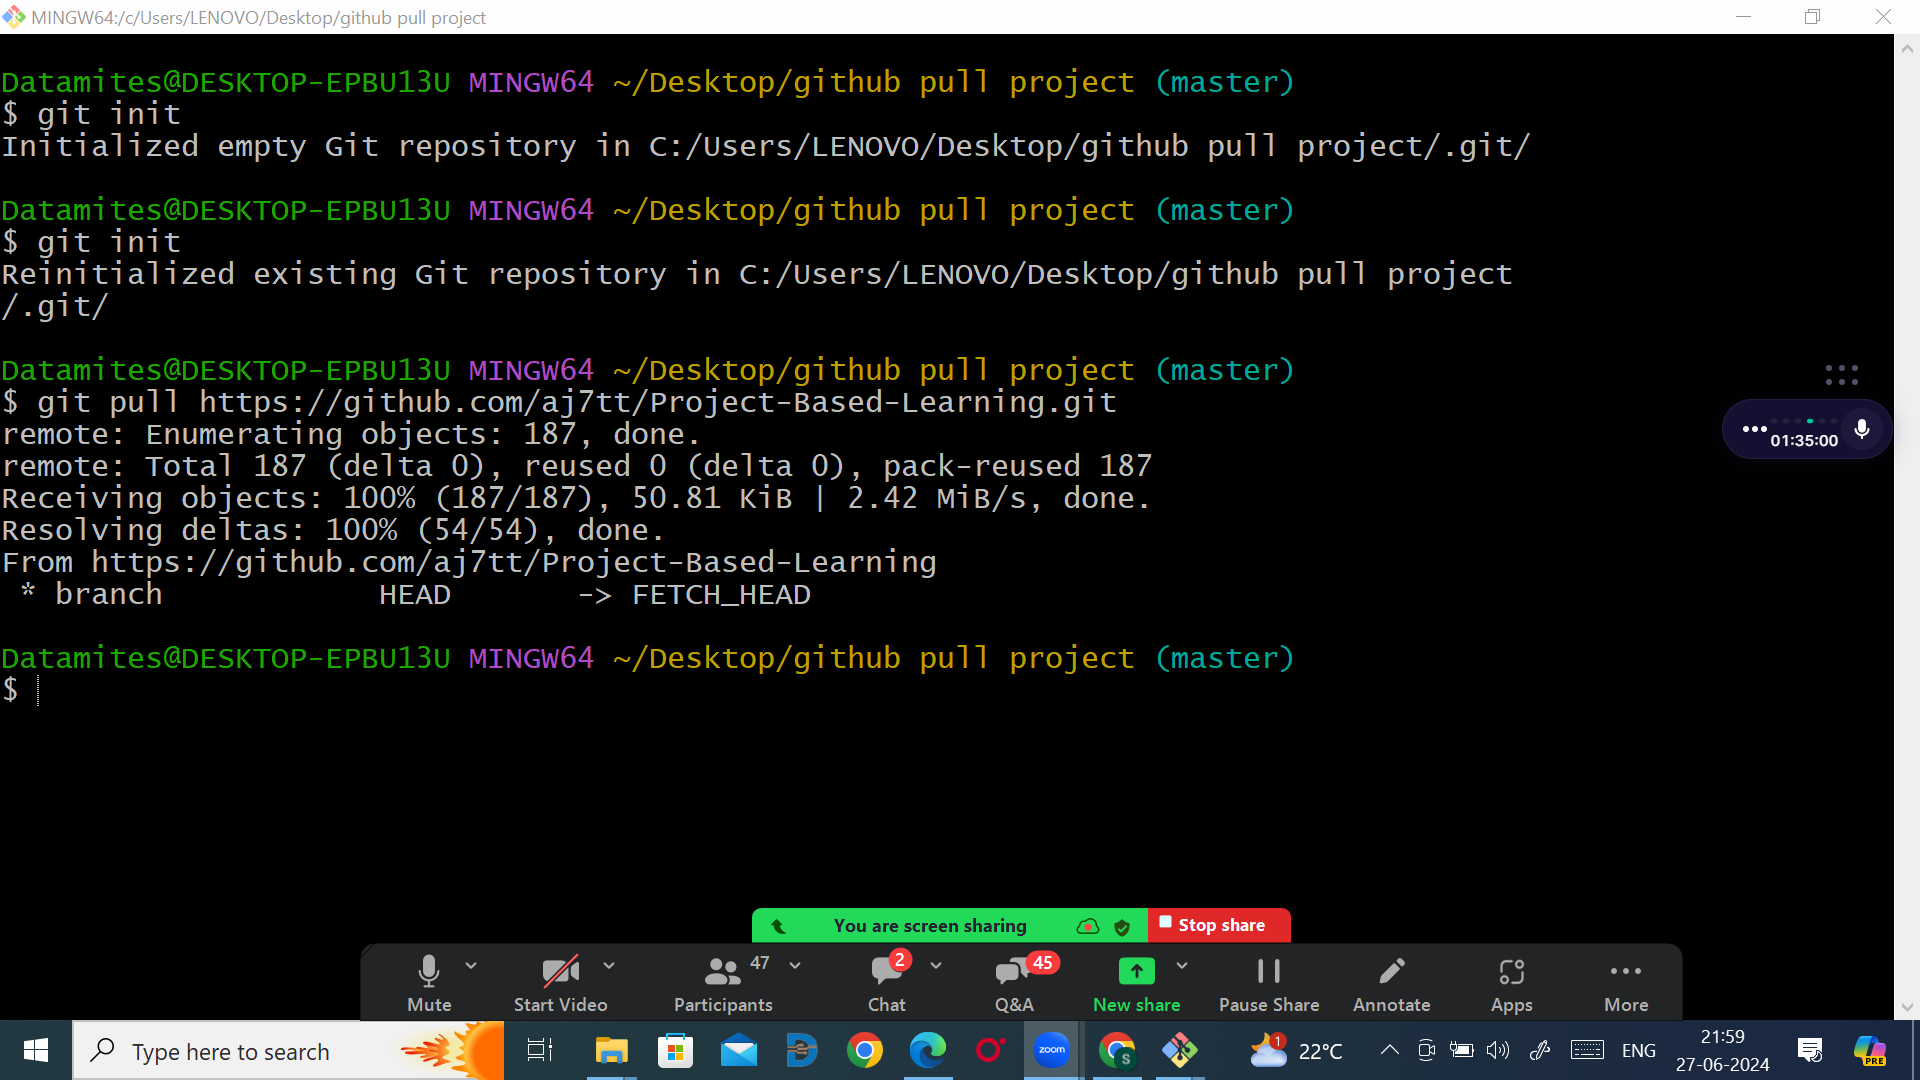 MINGW64:/c/Users/LENOVO/Desktop/github pull project
Datamites@DESKTOP-EPBU13U MINGW64 ~/Desktop/github pull project (master)
$ git init
Initialized empty Git repository in C:/Users/LENOVO/Desktop/github pull project/.git/
Datamites@DESKTOP-EPBU13U MINGW64 ~/Desktop/github pull project (master)
$ git init
Reinitialized existing Git repository in C:/Users/LENOVO/Desktop/github pull project
/.git/
Datamites@DESKTOP-EPBU13U MINGW64 ~/Desktop/github pull project (master)
$ git pull https://github.com/aj7tt/Project-Based-Learning.git
remote: Enumerating objects: 187, done.
remote: Total 187 (delta 0), reused 0 (delta 0), pack-reused 187
Receiving objects: 100% (187/187), 50.81 KiB | 2.42 MiB/s, done.
Resolving deltas: 100% (54/54), done.
From https://github.com/aj7tt/Project-Based-Learning
 * branch            HEAD       -> FETCH_HEAD
Datamites@DESKTOP-EPBU13U MINGW64 ~/Desktop/github pull project (master)
$
01:35:00
You are screen sharing Stop share
47 2 45
Mute Start Video Participants Chat Q&A New share Pause Share Annotate Apps More
Type here to search zoom S 1 22°C ENG 21:59 PRE
27-06-2024